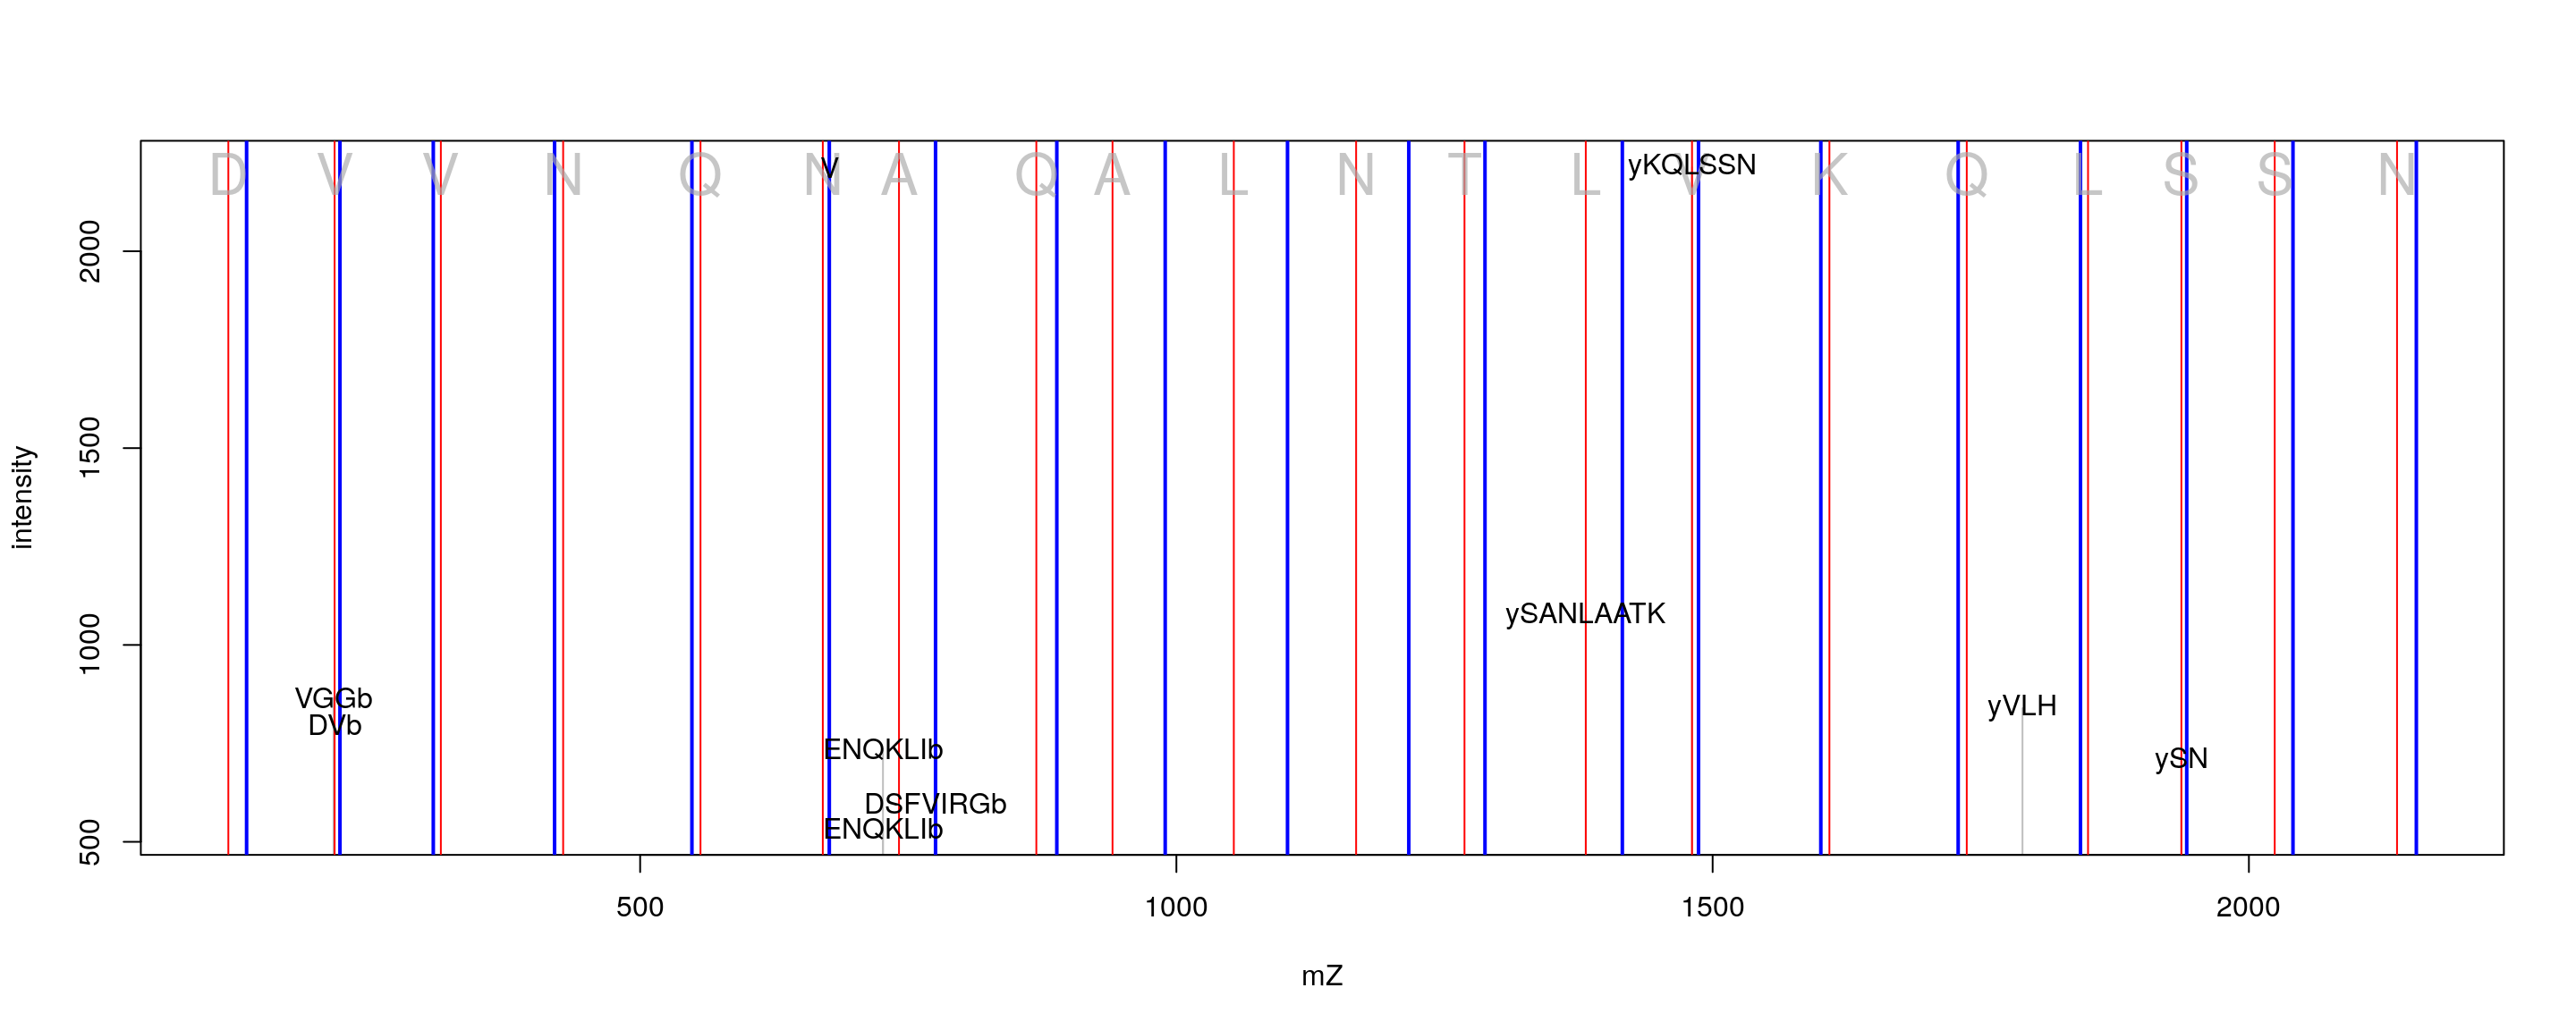 D V V N Q N A Q A L N T L V K Q L S S N
V
yKQLSSN
2000
1500
intensity
1000
ySANLAATK
VGGb
DVb
yVLH
ENQKLIb
ySN
DSFVIRGb
ENQKLIb
500
500 1000 1500 2000
mZ